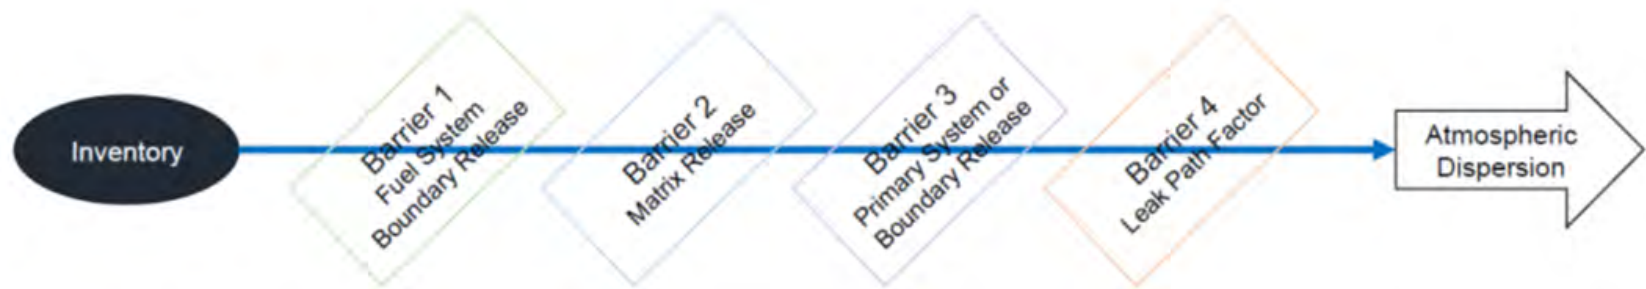 Inventory
Barrier 1
Fuel System
Boundary Release
Barrier 2
Matrix Release
Barrier 3
Primary System or
Boundary Release
Barrier 4
Leak Path Factor
Atmospheric
Dispersion